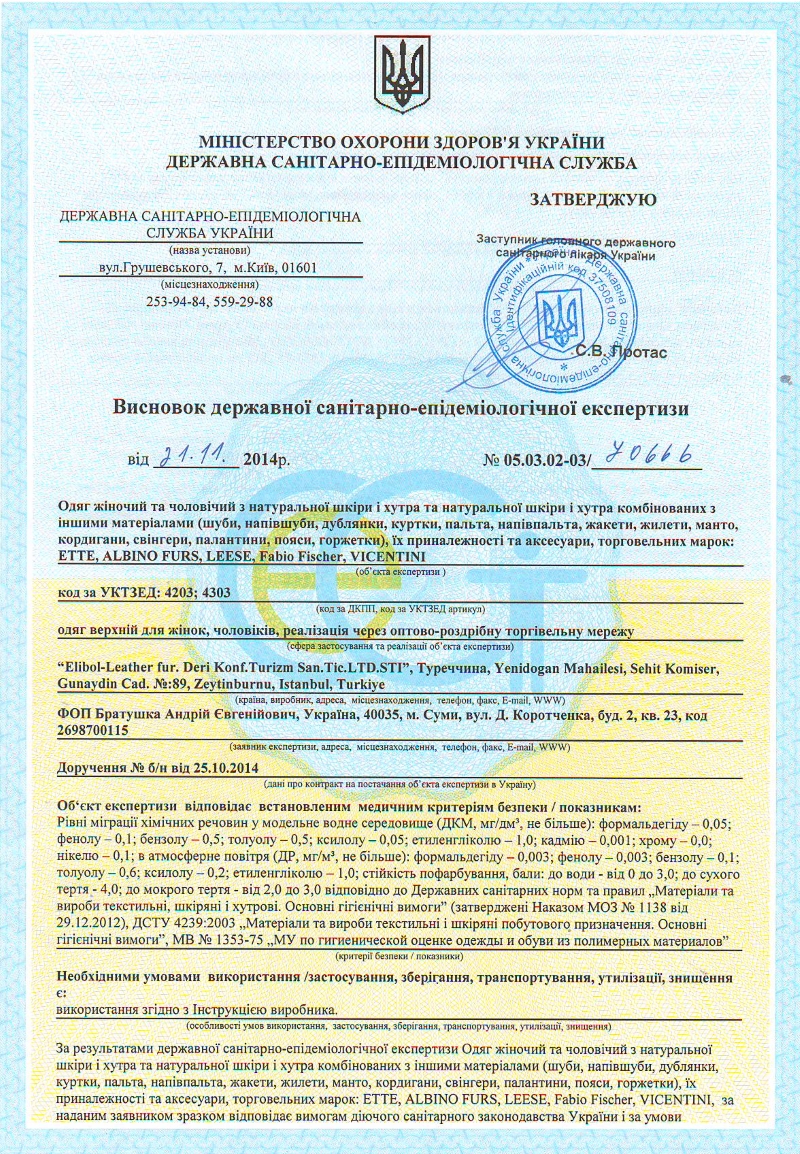 МІНІСТЕРСТВО ОХОРОНИ ЗДОРОВ'Я УКРАЇНИ
ДЕРЖАВНА САНІТАРНО-ЕПІДЕМІОЛОГІЧНА СЛУЖБА
ЗАТВЕРДЖУЮ
ДЕРЖАВНА САНІТАРНО-ЕПІДЕМІОЛОГІЧНА
СЛУЖБА УКРАЇНИ
(назва установи)
вул.Грушевського, 7, м.Київ, 01601
(місцезнаходження)
253-94-84, 559-29-88
Заступник головного державного
санітарного лікаря України
Державна санітарно-епідеміологічна служба України
Ідентифікаційний код 37508109
С.В. Протас
Висновок державної санітарно-епідеміологічної експертизи
від 21.11. 2014р.
№ 05.03.02-03/ 70666
Одяг жіночий та чоловічий з натуральної шкіри і хутра та натуральної шкіри і хутра комбінованих з
іншими матеріалами (шуби, напівшуби, дублянки, куртки, пальта, напівпальта, жакети, жилети, манто,
кордигани, свінгери, палантини, пояси, горжетки), їх приналежності та аксесуари, торговельних марок:
ETTE, ALBINO FURS, LEESE, Fabio Fischer, VICENTINI
(об'єкта експертизи )
код за УКТЗЕД: 4203; 4303
(код за ДКПП, код за УКТЗЕД артикул)
одяг верхній для жінок, чоловіків, реалізація через оптово-роздрібну торгівельну мережу
(сфера застосування та реалізації об'єкта експертизи)
“Elibol-Leather fur. Deri Konf.Turizm San.Tic.LTD.STI”, Туреччина, Yenidogan Mahailesi, Sehit Komiser,
Gunaydin Cad. №:89, Zeytinburnu, Istanbul, Turkiye
(країна, виробник, адреса, місцезнаходження, телефон, факс, E-mail, WWW)
ФОП Братушка Андрій Євгенійович, Україна, 40035, м. Суми, вул. Д. Коротченка, буд. 2, кв. 23, код
2698700115
(заявник експертизи, адреса, місцезнаходження, телефон, факс, E-mail, WWW)
Доручення № б/н від 25.10.2014
(дані про контракт на постачання об'єкта експертизи в Україну)
Об'єкт експертизи відповідає встановленим медичним критеріям безпеки / показникам:
Рівні міграції хімічних речовин у модельне водне середовище (ДКМ, мг/дм³, не більше): формальдегіду – 0,05;
фенолу – 0,1; бензолу – 0,5; толуолу – 0,5; ксилолу – 0,05; етиленгліколю – 1,0; кадмію – 0,001; хрому – 0,0;
нікелю – 0,1; в атмосферне повітря (ДР, мг/м³, не більше): формальдегіду – 0,003; фенолу – 0,003; бензолу – 0,1;
толуолу – 0,6; ксилолу – 0,2; етиленгліколю – 1,0; стійкість пофарбування, бали: до води - від 0 до 3,0; до сухого
тертя - 4,0; до мокрого тертя - від 2,0 до 3,0 відповідно до Державних санітарних норм та правил „Матеріали та
вироби текстильні, шкіряні і хутрові. Основні гігієнічні вимоги” (затверджені Наказом МОЗ № 1138 від
29.12.2012), ДСТУ 4239:2003 „Матеріали та вироби текстильні і шкіряні побутового призначення. Основні
гігієнічні вимоги”, МВ № 1353-75 „МУ по гигиенической оценке одежды и обуви из полимерных материалов”
(критерії безпеки / показники)
Необхідними умовами використання /застосування, зберігання, транспортування, утилізації, знищення
є:
використання згідно з Інструкцією виробника.
(особливості умов використання, застосування, зберігання, транспортування, утилізації, знищення)
За результатами державної санітарно-епідеміологічної експертизи Одяг жіночий та чоловічий з натуральної
шкіри і хутра та натуральної шкіри і хутра комбінованих з іншими матеріалами (шуби, напівшуби, дублянки,
куртки, пальта, напівпальта, жакети, жилети, манто, кордигани, свінгери, палантини, пояси, горжетки), їх
приналежності та аксесуари, торговельних марок: ETTE, ALBINO FURS, LEESE, Fabio Fischer, VICENTINI, за
наданим заявником зразком відповідає вимогам діючого санітарного законодавства України і за умови